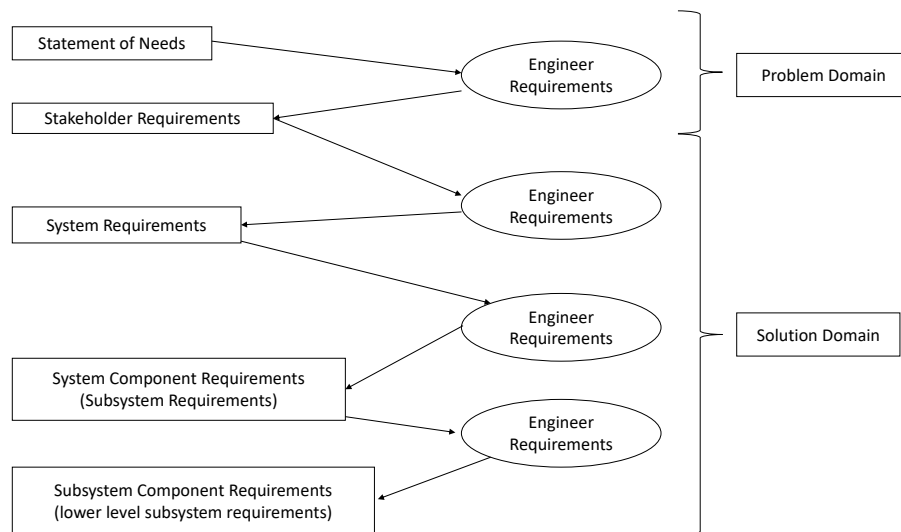 Statement of Needs
Engineer
Requirements
Problem Domain
Stakeholder Requirements
Engineer
Requirements
System Requirements
Engineer
Requirements
Solution Domain
System Component Requirements
(Subsystem Requirements)
Engineer
Requirements
Subsystem Component Requirements
(lower level subsystem requirements)